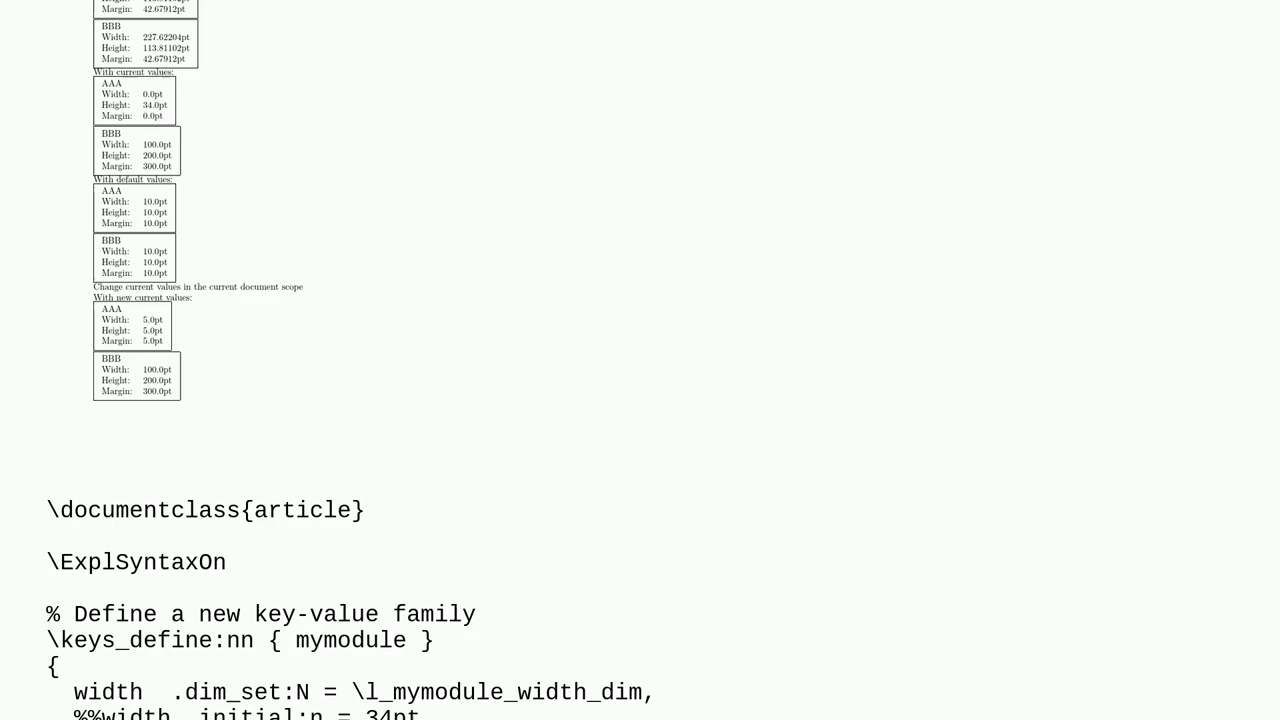 Margin: 42.67912pt
BBB
Width: 227.62204pt
Height: 113.81102pt
Margin: 42.67912pt
With current values:
AAA
Width: 0.0pt
Height: 34.0pt
Margin: 0.0pt
BBB
Width: 100.0pt
Height: 200.0pt
Margin: 300.0pt
With default values:
AAA
Width: 10.0pt
Height: 10.0pt
Margin: 10.0pt
BBB
Width: 10.0pt
Height: 10.0pt
Margin: 10.0pt
Change current values in the current document scope
With new current values:
AAA
Width: 5.0pt
Height: 5.0pt
Margin: 5.0pt
BBB
Width: 100.0pt
Height: 200.0pt
Margin: 300.0pt
\documentclass{article}
\ExplSyntaxOn
% Define a new key-value family
\keys_define:nn { mymodule }
{
width .dim_set:N = \l_mymodule_width_dim,
%%width .initial:n = 34pt